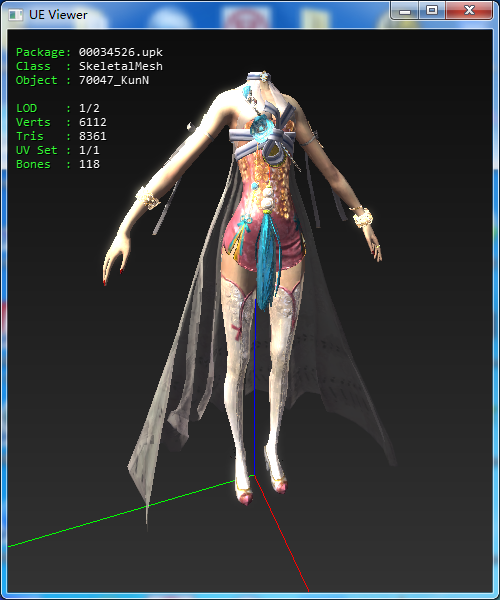 UE Viewer
Package: 00034526.upk
Class : SkeletalMesh
Object : 70047_KunN
LOD : 1/2
Verts : 6112
Tris : 8361
UV Set : 1/1
Bones : 118